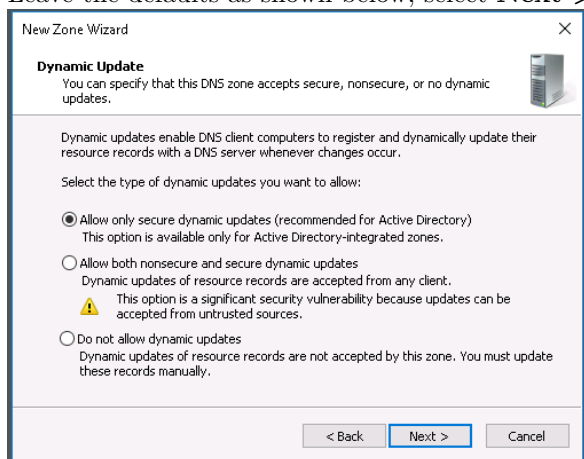 Leave the defaults as shown below, select Next >
New Zone Wizard
Dynamic Update
You can specify that this DNS zone accepts secure, nonsecure, or no dynamic
updates.
Dynamic updates enable DNS client computers to register and dynamically update their
resource records with a DNS server whenever changes occur.
Select the type of dynamic updates you want to allow:
Allow only secure dynamic updates (recommended for Active Directory)
This option is available only for Active Directory-integrated zones.
Allow both nonsecure and secure dynamic updates
Dynamic updates of resource records are accepted from any client.
This option is a significant security vulnerability because updates can be
accepted from untrusted sources.
Do not allow dynamic updates
Dynamic updates of resource records are not accepted by this zone. You must update
these records manually.
< Back Next > Cancel